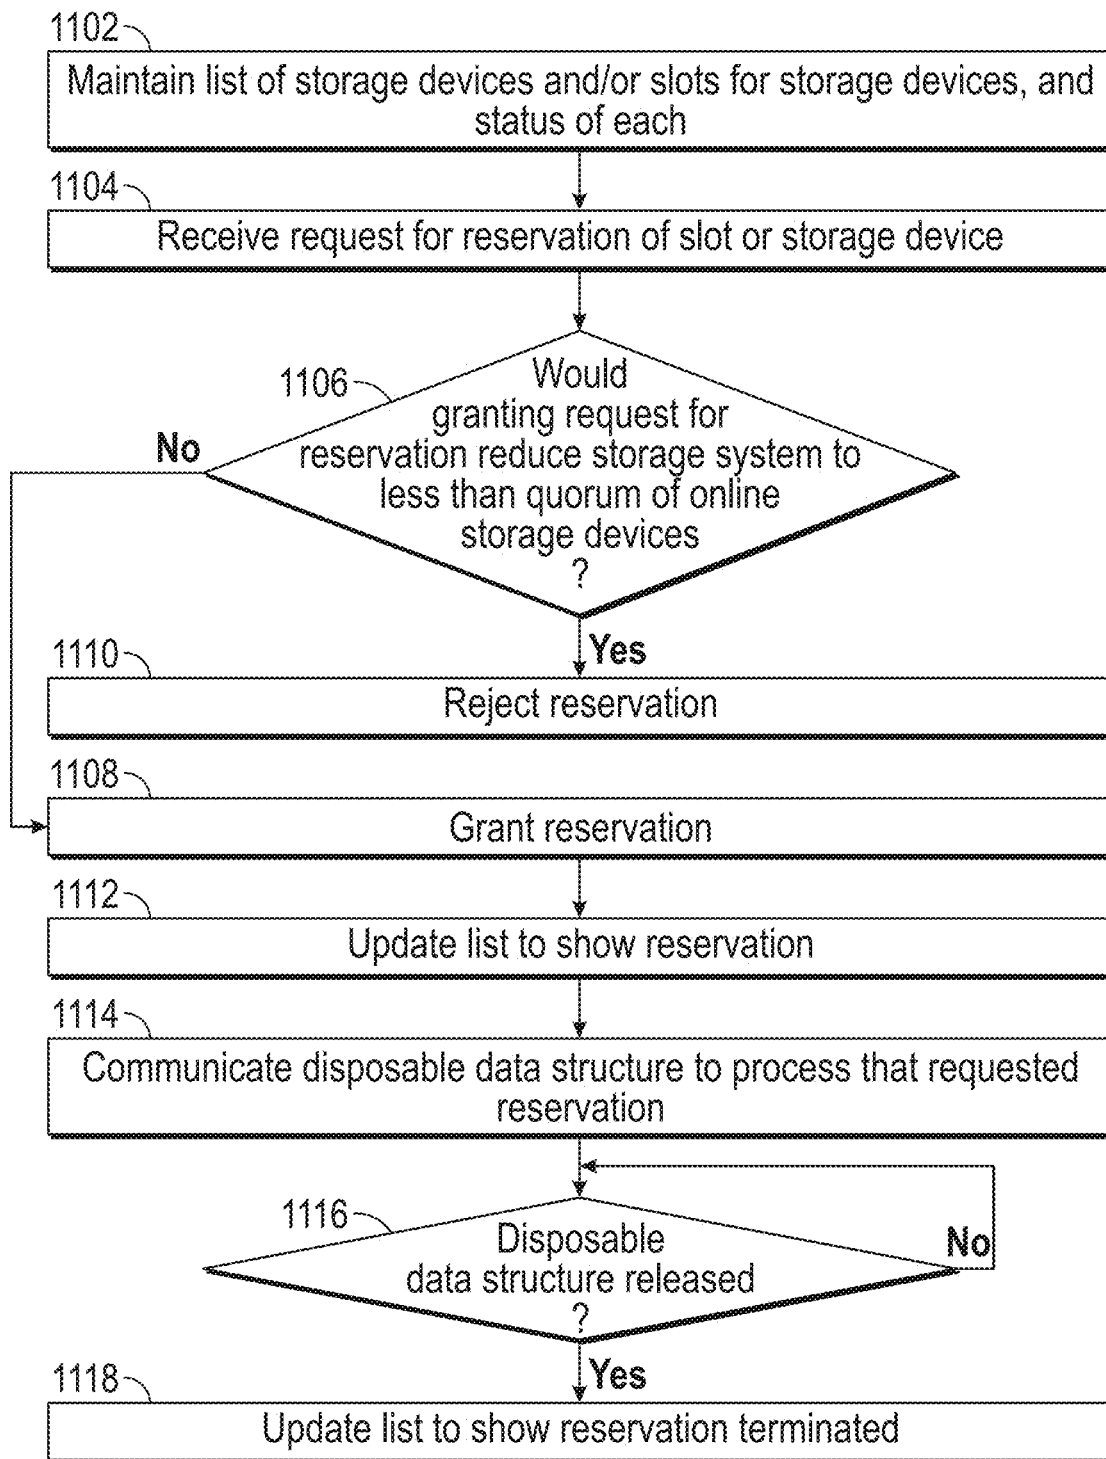 1102
Maintain list of storage devices and/or slots for storage devices, and
status of each
1104
Receive request for reservation of slot or storage device
1106
Would
granting request for
No
reservation reduce storage system to
less than quorum of online
storage devices
?
Yes
1110
Reject reservation
1108
Grant reservation
1112
Update list to show reservation
1114
Communicate disposable data structure to process that requested
reservation
1116
Disposable
No
data structure released
?
Yes
1118
Update list to show reservation terminated